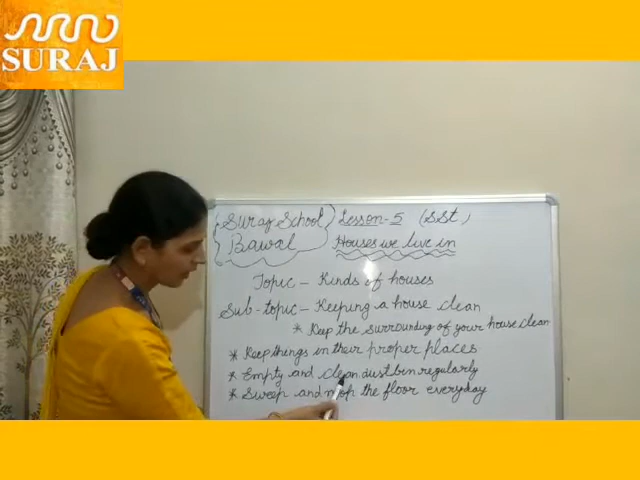 SURAJ
Suraj School
Bawal
Lesson-5 (SSt)
Houses we live in
Topic - Kinds of houses
Sub-topic - Keeping a house clean
* Keep the surrounding of your house clean
* Keep things in their proper places
* Empty and clean dustbin regularly
* Sweep and mop the floor everyday